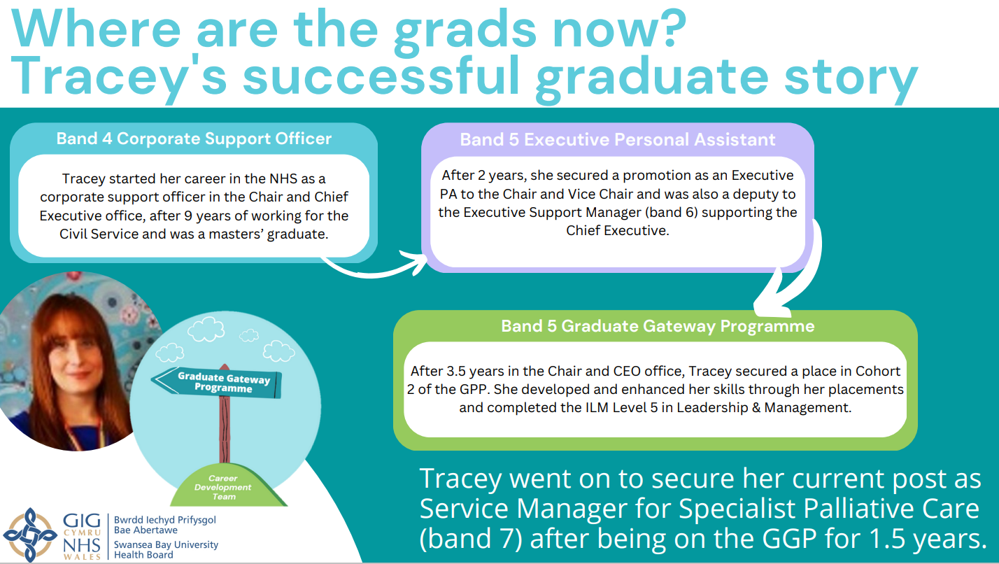 Where are the grads now?
Tracey's successful graduate story
Band 4 Corporate Support Officer
Tracey started her career in the NHS as a
corporate support officer in the Chair and Chief
Executive office, after 9 years of working for the
Civil Service and was a masters’ graduate.
Band 5 Executive Personal Assistant
After 2 years, she secured a promotion as an Executive
PA to the Chair and Vice Chair and was also a deputy to
the Executive Support Manager (band 6) supporting the
Chief Executive.
Band 5 Graduate Gateway Programme
After 3.5 years in the Chair and CEO office, Tracey secured a place in Cohort
2 of the GPP. She developed and enhanced her skills through her placements
and completed the ILM Level 5 in Leadership & Management.
Graduate Gateway
Programme
Career
Development
Team
Tracey went on to secure her current post as
Service Manager for Specialist Palliative Care
(band 7) after being on the GGP for 1.5 years.
GIG
CYMRU
NHS
WALES
Bwrdd Iechyd Prifysgol
Bae Abertawe
Swansea Bay University
Health Board